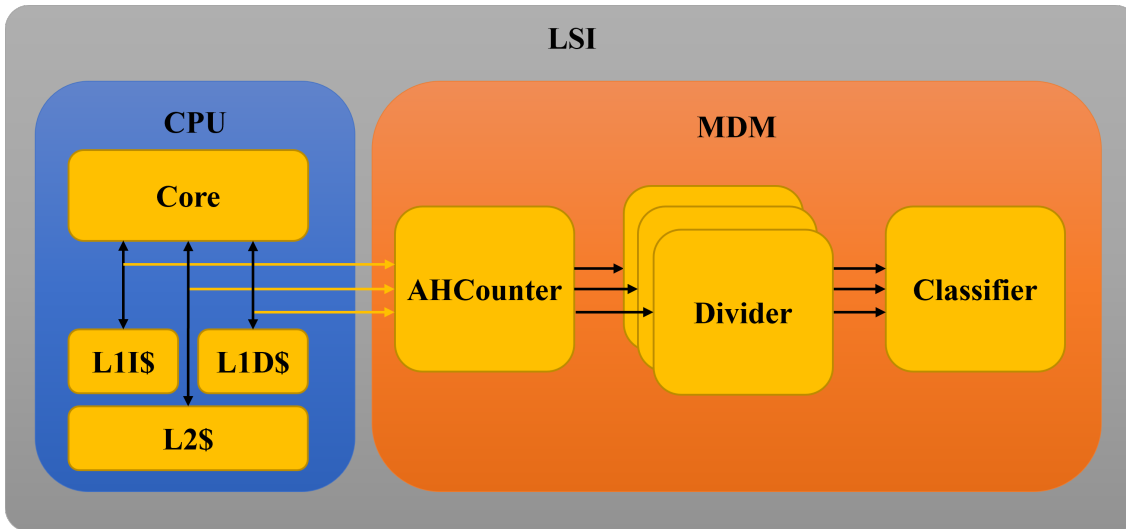 LSI
CPU
Core
L1I$
L1D$
L2$
MDM
AHCounter
Divider
Classifier